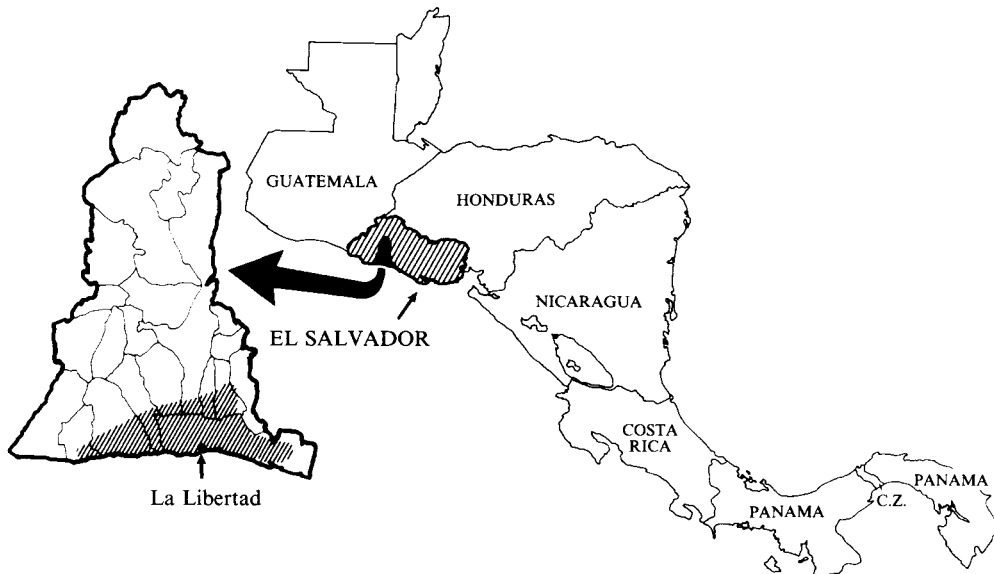 GUATEMALA
HONDURAS
NICARAGUA
EL SALVADOR
COSTA
RICA
PANAMA
C.Z.
PANAMA
La Libertad